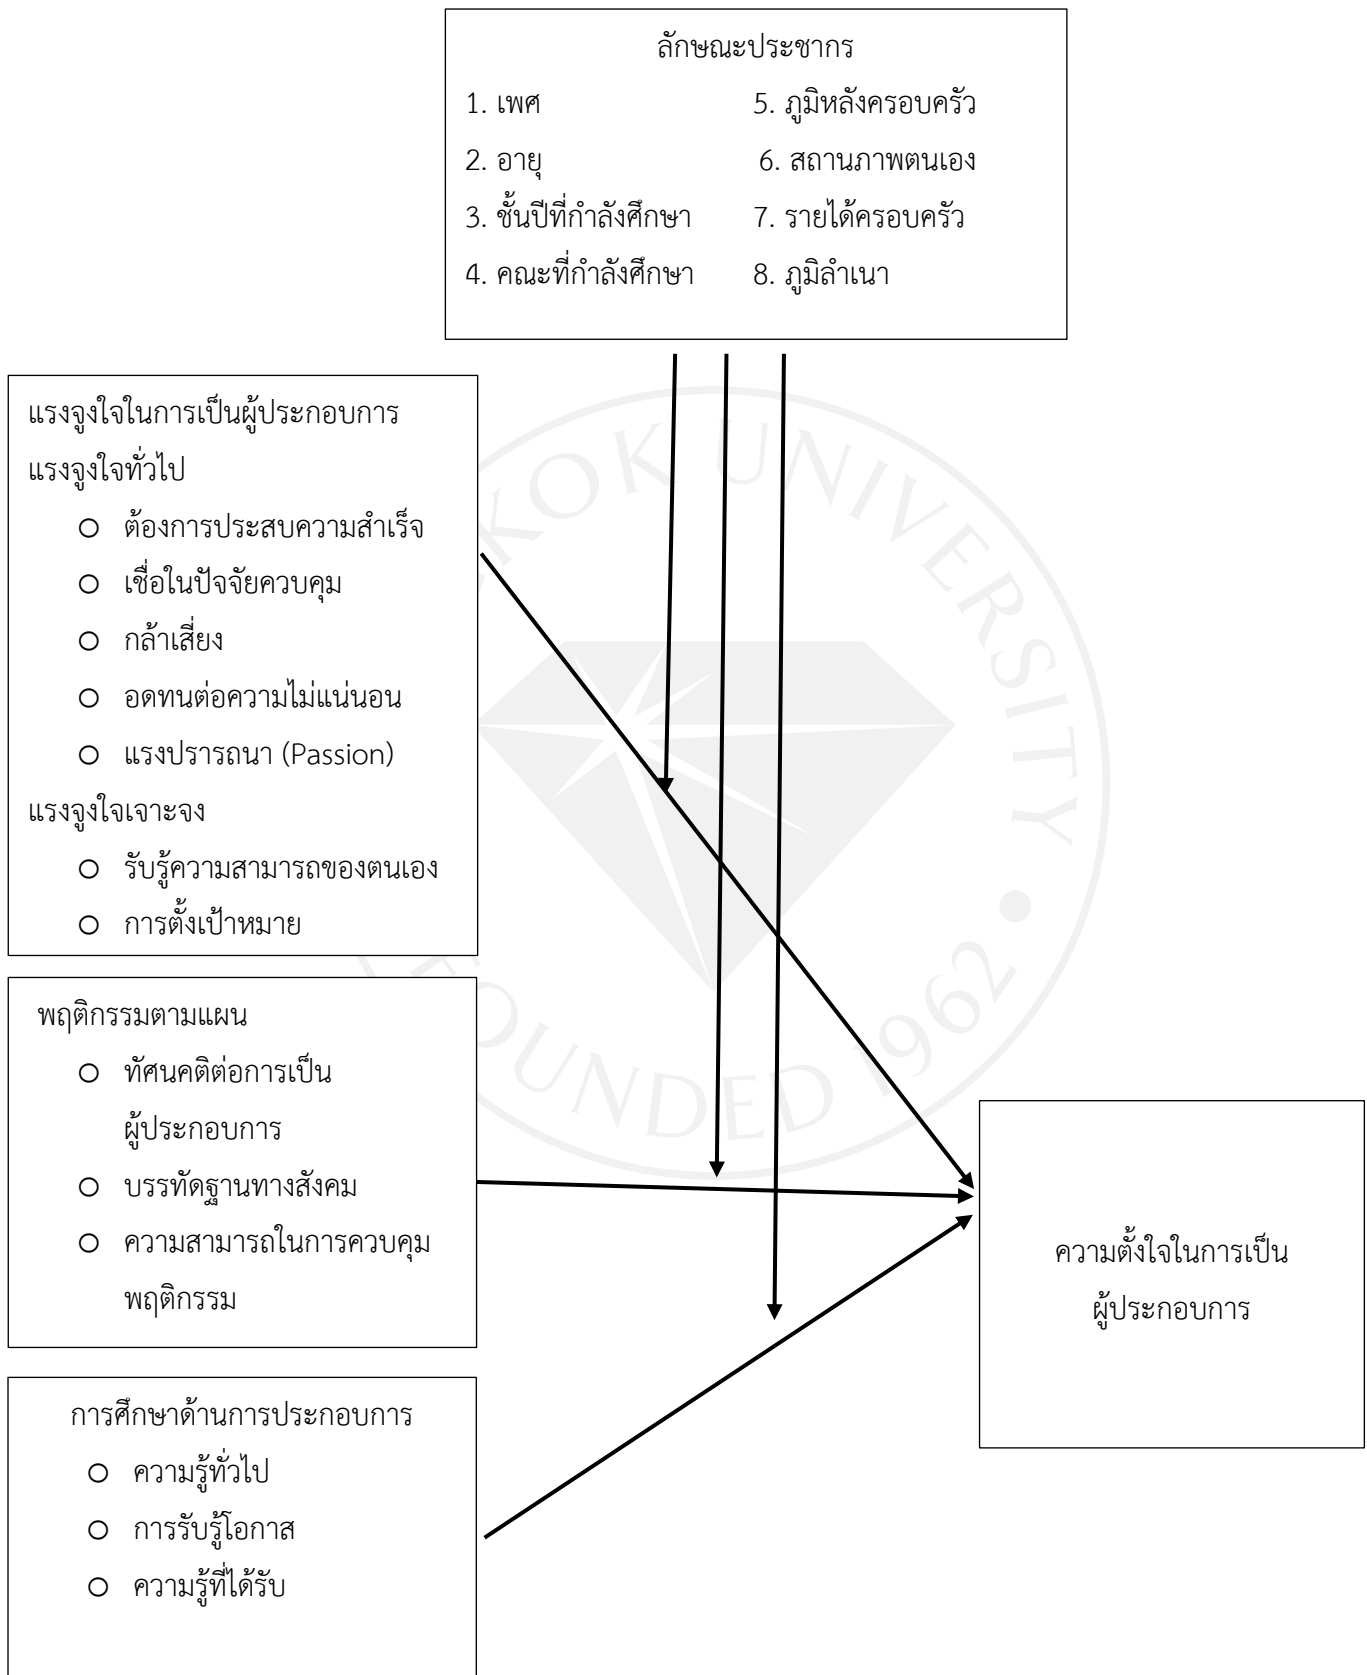 ลักษณะประชากร
1. เพศ 5. ภูมิหลังครอบครัว
2. อายุ 6. สถานภาพตนเอง
3. ชั้นปีที่กำลังศึกษา 7. รายได้ครอบครัว
4. คณะที่กำลังศึกษา 8. ภูมิลำเนา
แรงจูงใจในการเป็นผู้ประกอบการ
แรงจูงใจทั่วไป
ต้องการประสบความสำเร็จ
เชื่อในปัจจัยควบคุม
กล้าเสี่ยง
อดทนต่อความไม่แน่นอน
แรงปรารถนา (Passion)
แรงจูงใจเจาะจง
รับรู้ความสามารถของตนเอง
การตั้งเป้าหมาย
พฤติกรรมตามแผน
ทัศนคติต่อการเป็น
ผู้ประกอบการ
บรรทัดฐานทางสังคม
ความสามารถในการควบคุม
พฤติกรรม
การศึกษาด้านการประกอบการ
ความรู้ทั่วไป
การรับรู้โอกาส
ความรู้ที่ได้รับ
ความตั้งใจในการเป็น
ผู้ประกอบการ
KOK UNIVERSITY
FOUNDED 1962